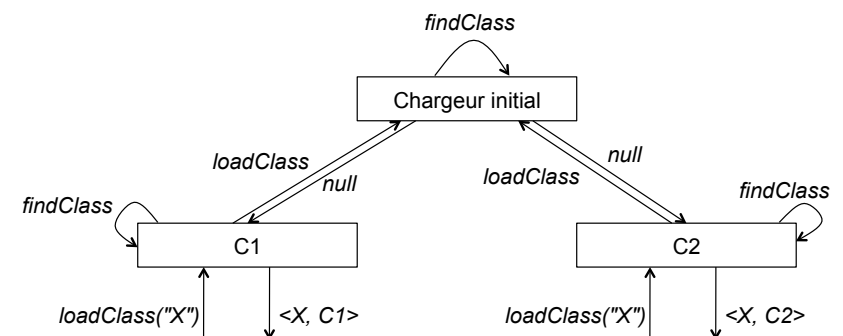 findClass
Chargeur initial
loadClass
null
loadClass
null
findClass
findClass
C1
C2
loadClass("X")
<X, C1>
loadClass("X")
<X, C2>